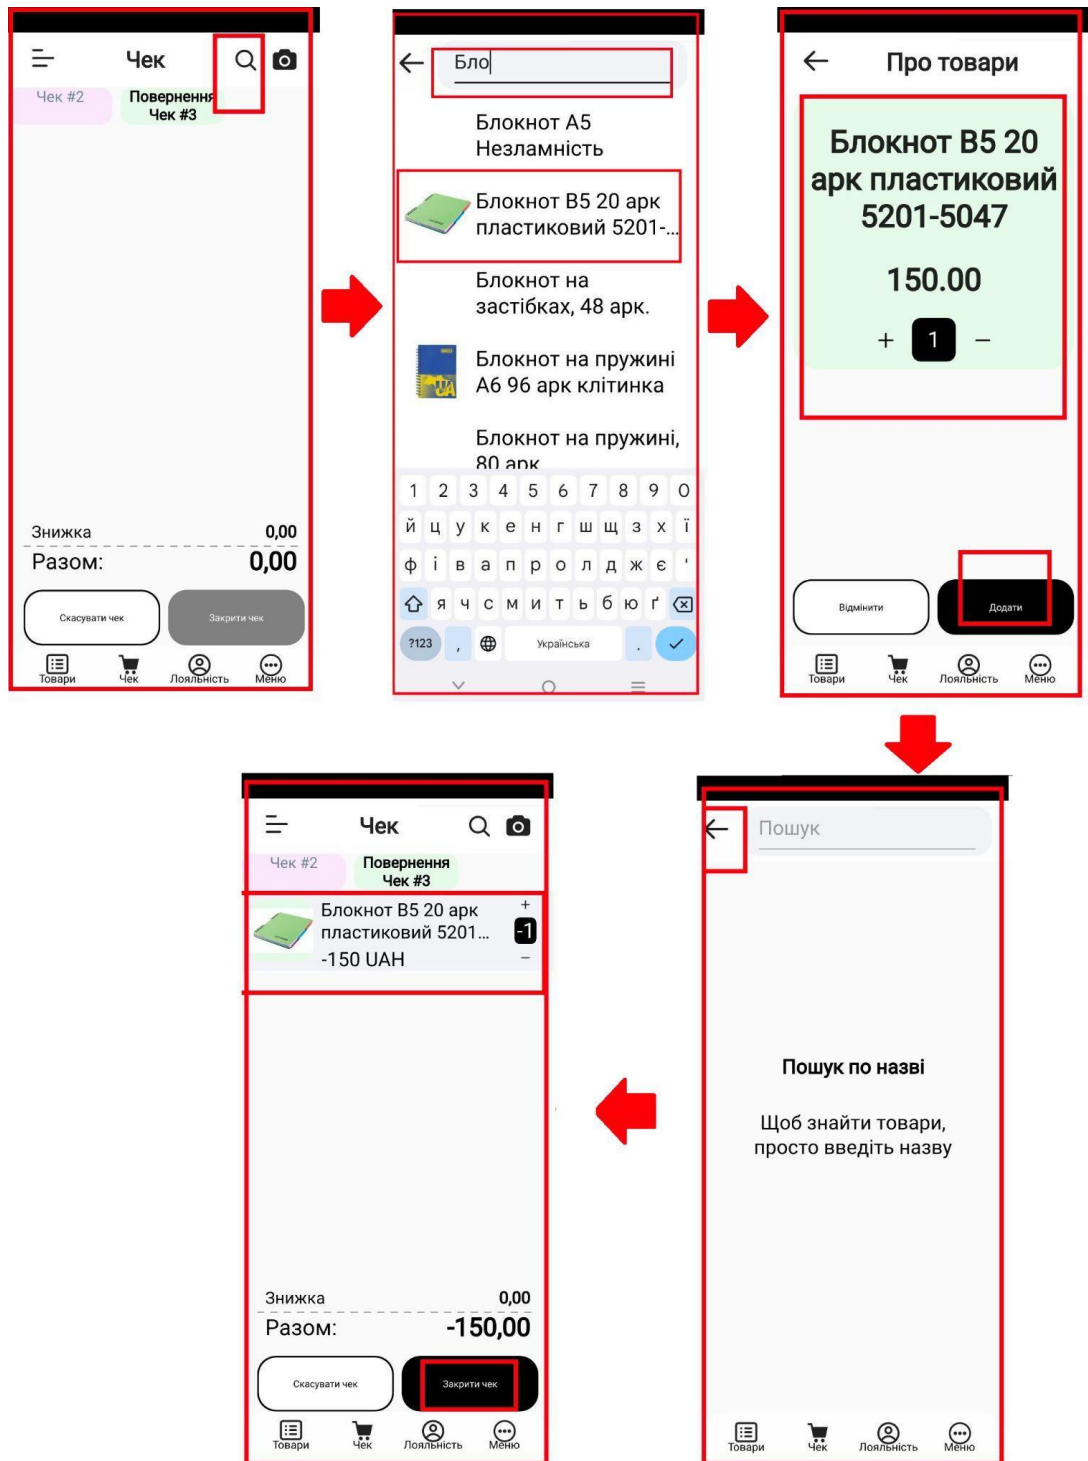 Чек
Чек #2
Повернення
Чек #3
Знижка
0,00
Разом:
0,00
Скасувати чек
Закрити чек
Товари
Чек
Лояльність
Меню
Бло
Блокнот А5
Незламність
Блокнот В5 20 арк
пластиковий 5201-...
Блокнот на
застібках, 48 арк.
Блокнот на пружині
А6 96 арк клітинка
Блокнот на пружині,
80 арк
1 2 3 4 5 6 7 8 9 0
й ц у к е н г ш щ з х ї
ф і в а п р о л д ж є '
я ч с м и т ь б ю ґ
?123 , Українська .
Про товари
Блокнот В5 20
арк пластиковий
5201-5047
150.00
+ 1 −
Відмінити
Додати
Товари
Чек
Лояльність
Меню
Пошук
Пошук по назві
Щоб знайти товари,
просто введіть назву
Товари
Чек
Лояльність
Меню
Чек
Чек #2
Повернення
Чек #3
Блокнот В5 20 арк
пластиковий 5201...
-150 UAH
+
-1
−
Знижка
0,00
Разом:
-150,00
Скасувати чек
Закрити чек
Товари
Чек
Лояльність
Меню